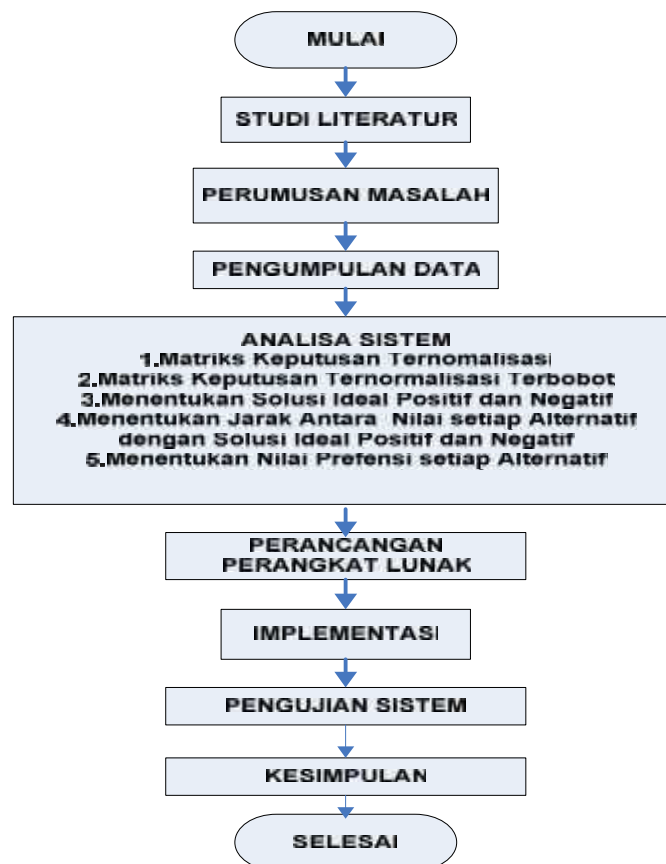 MULAI
STUDI LITERATUR
PERUMUSAN MASALAH
PENGUMPULAN DATA
ANALISA SISTEM
1.Matriks Keputusan Ternomalisasi
2.Matriks Keputusan Ternormalisasi Terbobot
3.Menentukan Solusi Ideal Positif dan Negatif
4.Menentukan Jarak Antara Nilai setiap Alternatif
dengan Solusi Ideal Positif dan Negatif
5.Menentukan Nilai Prefensi setiap Alternatif
PERANCANGAN
PERANGKAT LUNAK
IMPLEMENTASI
PENGUJIAN SISTEM
KESIMPULAN
SELESAI